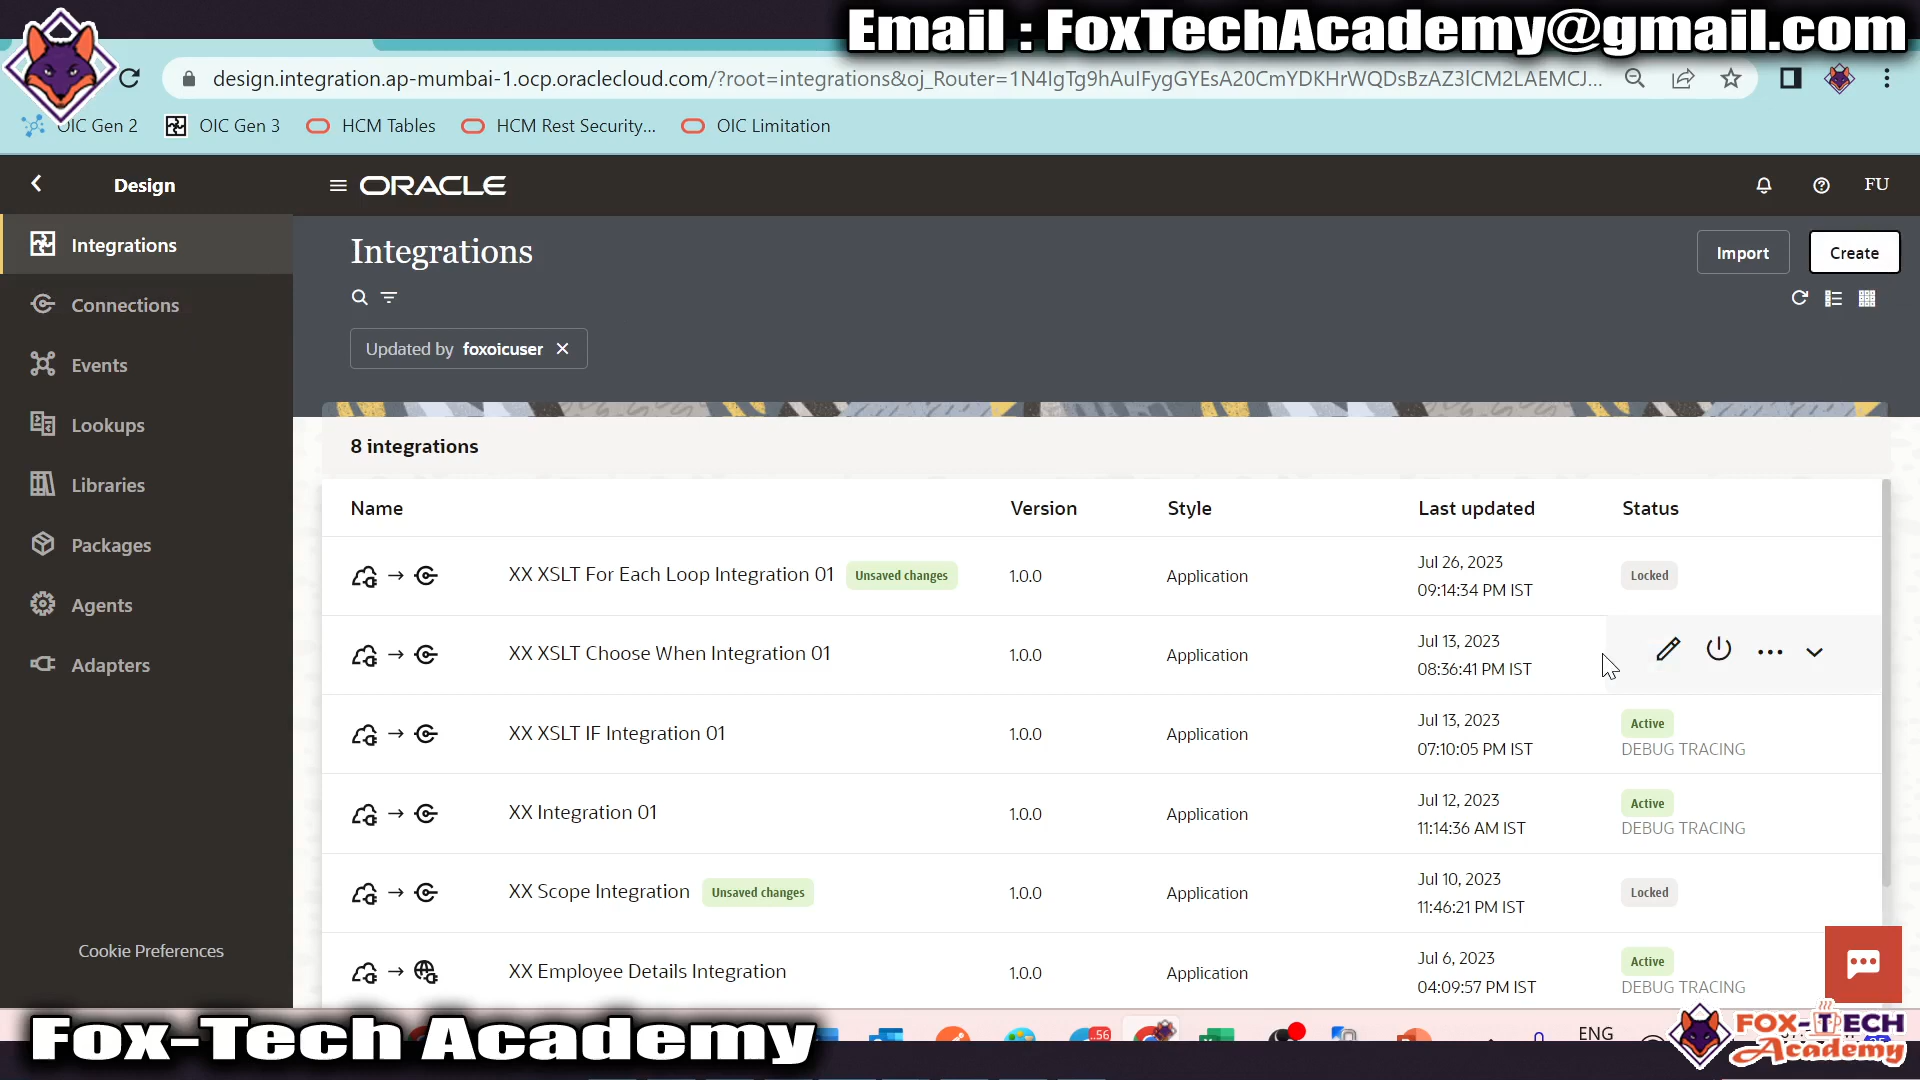 Email : FoxTechAcademy@gmail.com
design.integration.ap-mumbai-1.ocp.oraclecloud.com/?root=integrations&oj_Router=1N4IgTg9hAuIFygGYEsA20CmYDKHrWQDsBzAZ3lCM2LAEMCJ...
OIC Gen 2
OIC Gen 3
HCM Tables
HCM Rest Security...
OIC Limitation
Design
ORACLE
FU
Integrations
Connections
Events
Lookups
Libraries
Packages
Agents
Adapters
Cookie Preferences
Integrations
Import
Create
Updated by foxoicuser
8 integrations
Name Version Style Last updated Status
XX XSLT For Each Loop Integration 01 Unsaved changes 1.0.0 Application Jul 26, 2023 Locked
09:14:34 PM IST
XX XSLT Choose When Integration 01 1.0.0 Application Jul 13, 2023
08:36:41 PM IST
XX XSLT IF Integration 01 1.0.0 Application Jul 13, 2023 Active
07:10:05 PM IST DEBUG TRACING
XX Integration 01 1.0.0 Application Jul 12, 2023 Active
11:14:36 AM IST DEBUG TRACING
XX Scope Integration Unsaved changes 1.0.0 Application Jul 10, 2023 Locked
11:46:21 PM IST
XX Employee Details Integration 1.0.0 Application Jul 6, 2023 Active
04:09:57 PM IST DEBUG TRACING
Fox-Tech Academy
56
ENG
FOX-TECH
Academy